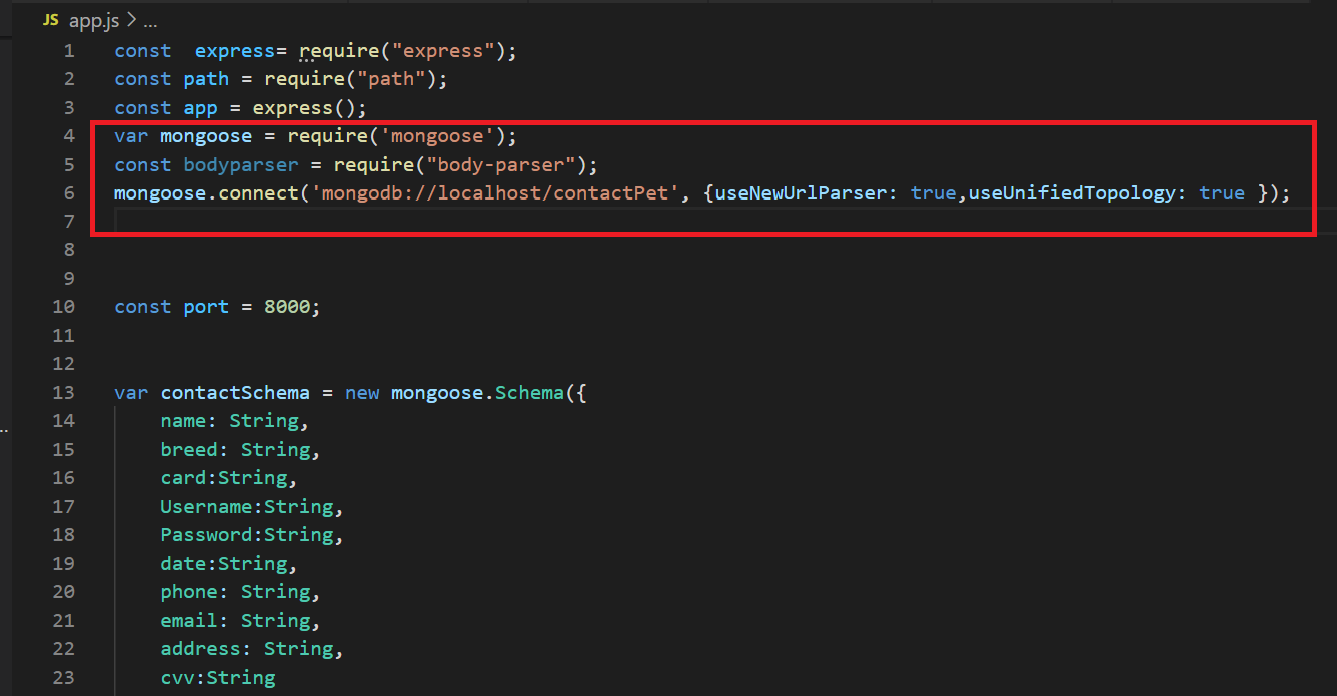 JS app.js > ...
1 const  express= require("express");
2 const path = require("path");
3 const app = express();
4 var mongoose = require('mongoose');
5 const bodyparser = require("body-parser");
6 mongoose.connect('mongodb://localhost/contactPet', {useNewUrlParser: true,useUnifiedTopology: true });
7
8
9
10 const port = 8000;
11
12
13 var contactSchema = new mongoose.Schema({
14     name: String,
15     breed: String,
16     card:String,
17     Username:String,
18     Password:String,
19     date:String,
20     phone: String,
21     email: String,
22     address: String,
23     cvv:String